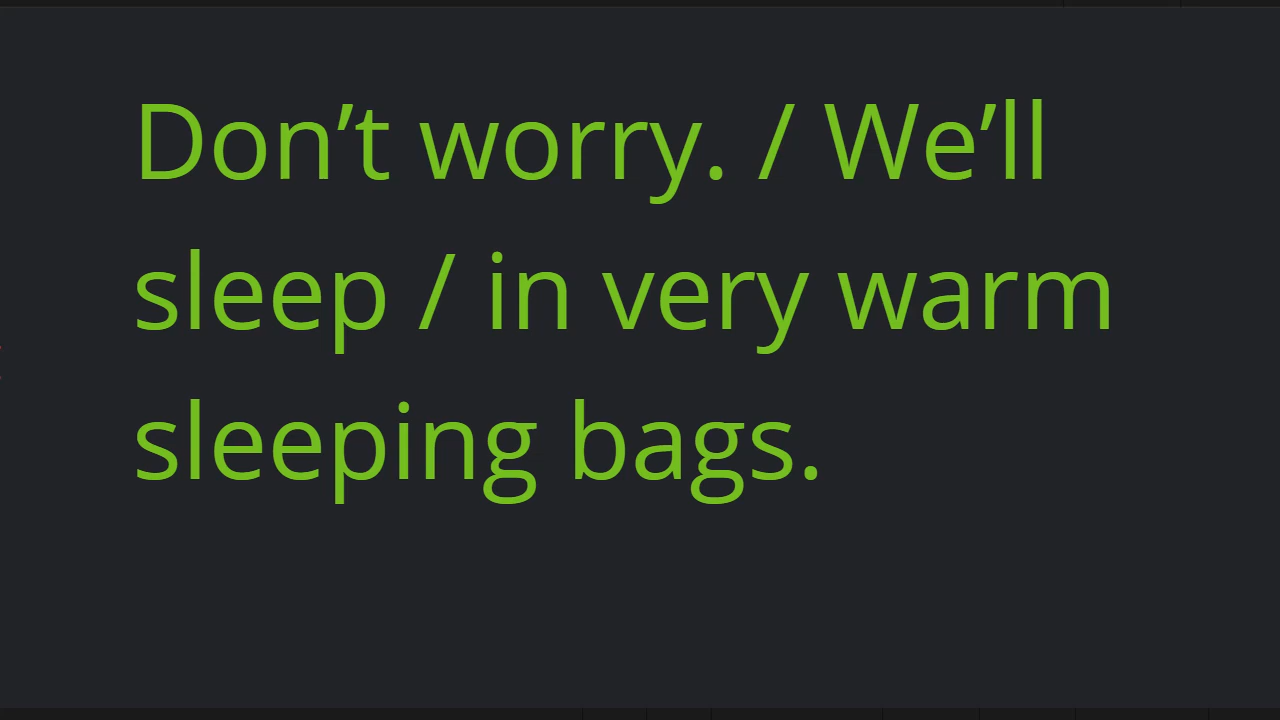 Don’t worry. / We’ll
sleep / in very warm
sleeping bags.